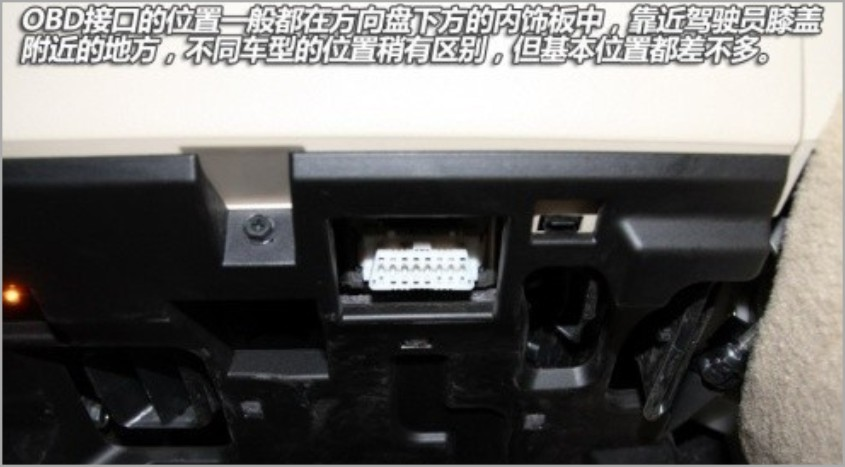 OBD接口的位置一般都在方向盘下方的内饰板中，靠近驾驶员膝盖
附近的地方，不同车型的位置稍有区别，但基本位置都差不多。